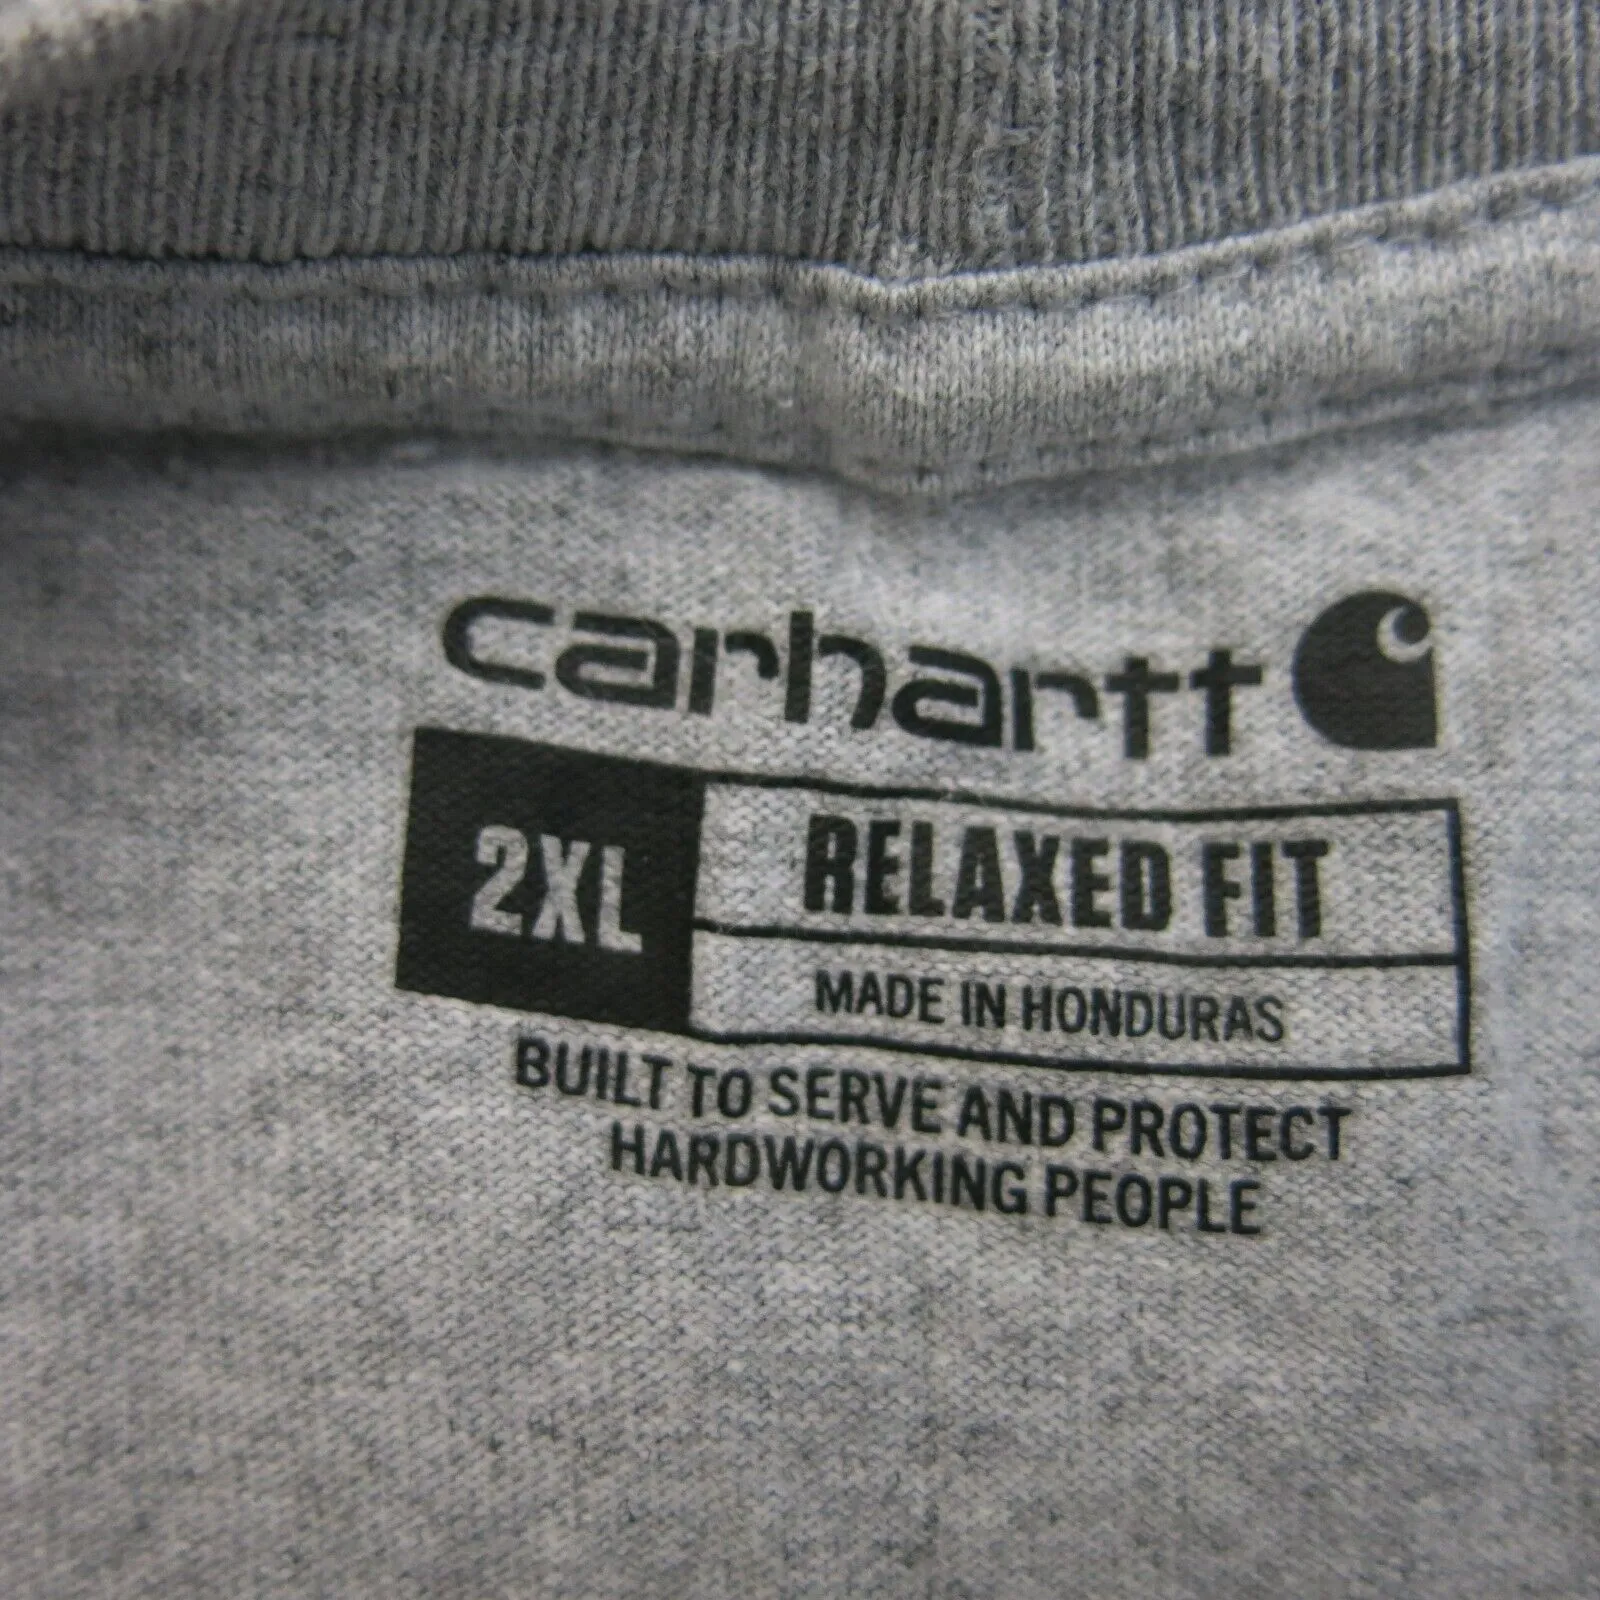 carhartt
2XL
RELAXED FIT
MADE IN HONDURAS
BUILT TO SERVE AND PROTECT
HARDWORKING PEOPLE